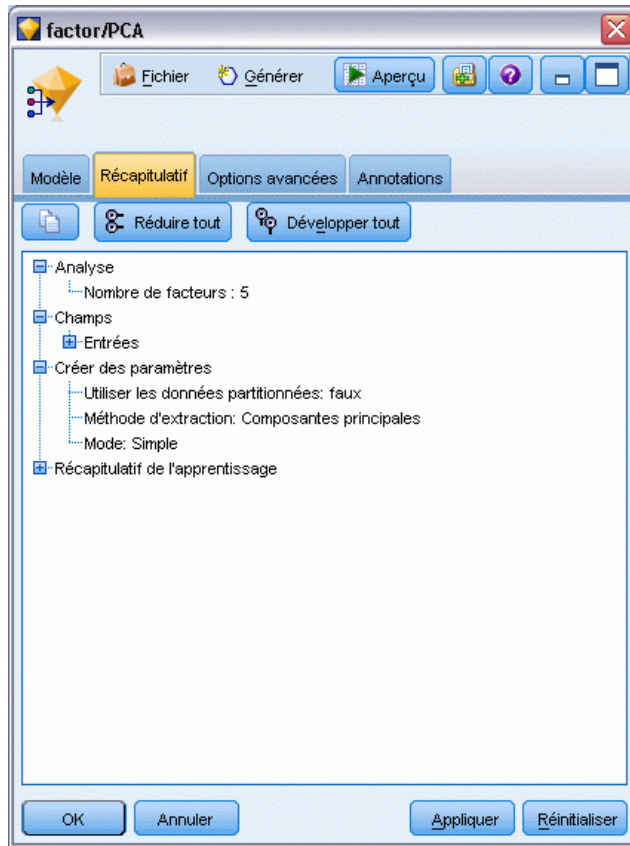 factor/PCA
Fichier Générer Aperçu
Modèle Récapitulatif Options avancées Annotations
Réduire tout Développer tout
Analyse
Nombre de facteurs : 5
Champs
Entrées
Créer des paramètres
Utiliser les données partitionnées: faux
Méthode d'extraction: Composantes principales
Mode: Simple
Récapitulatif de l'apprentissage
OK Annuler Appliquer Réinitialiser